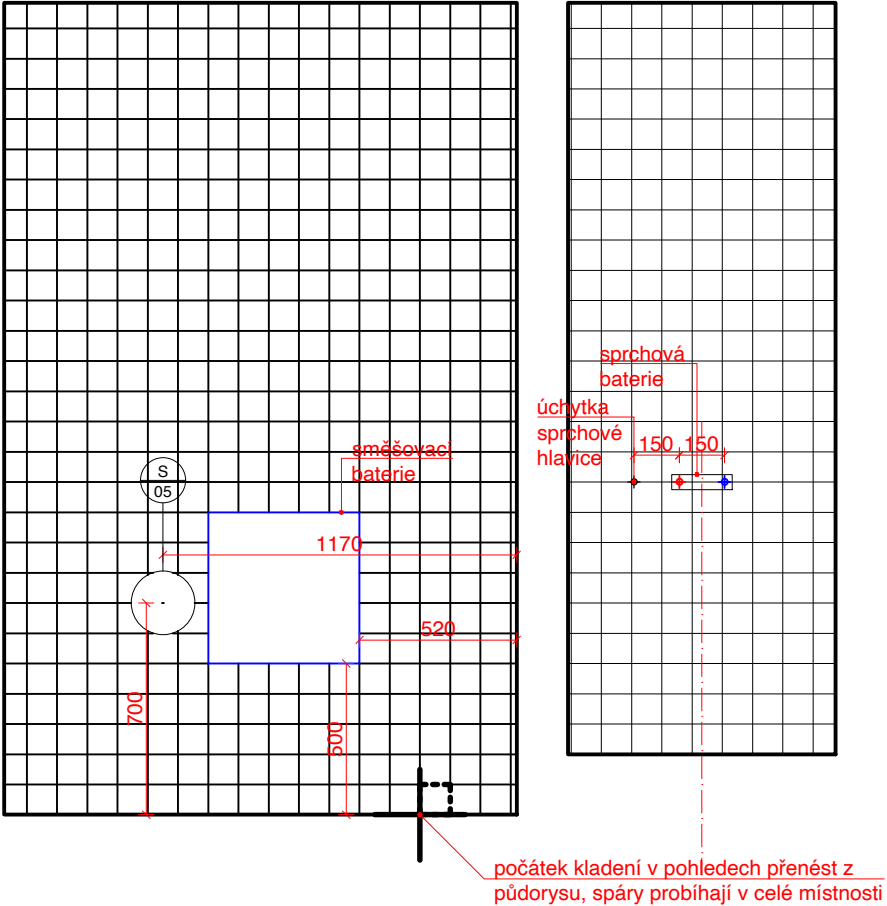 sprchová
baterie
úchytka
sprchové
hlavice
150 150
směšovací
baterie
S
05
1170
520
700
500
počátek kladení v pohledech přenést z
půdorysu, spáry probíhají v celé místnosti